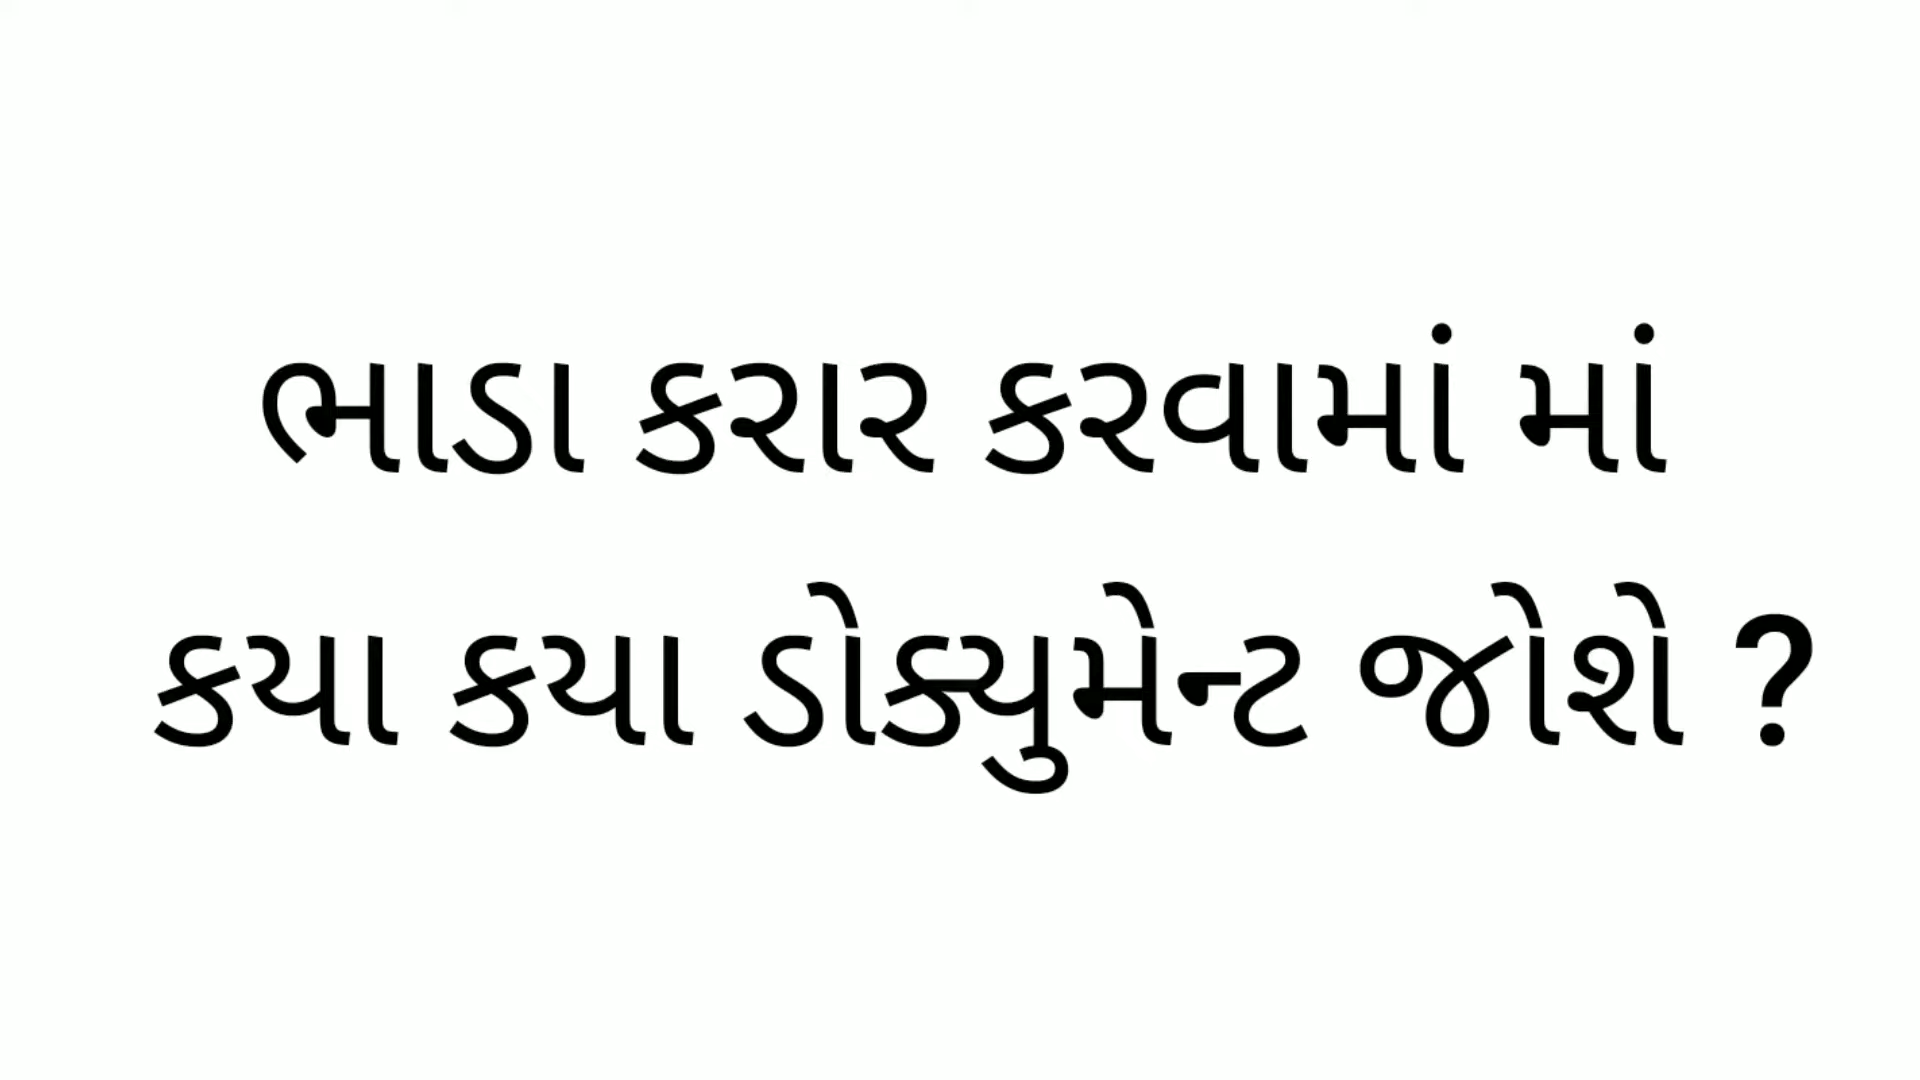 ભાડા કરાર કરવામાં માં
કયા કયા ડોક્યુમેન્ટ જોશે ?